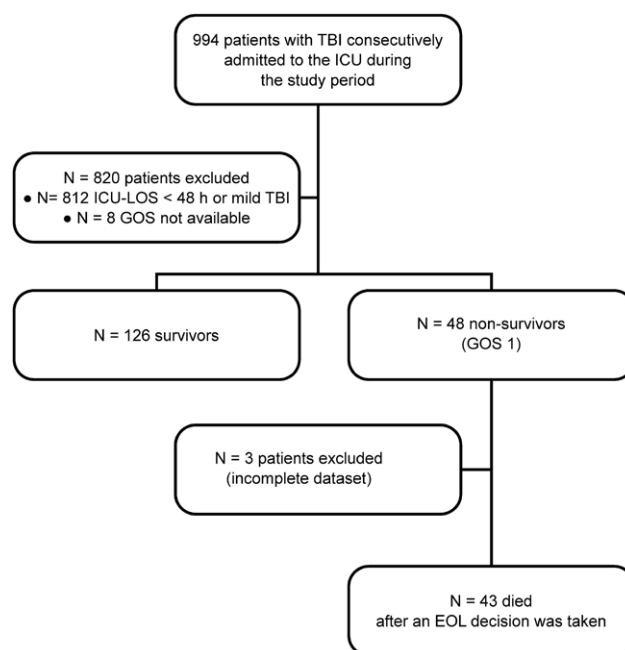 994 patients with TBI consecutively
admitted to the ICU during
the study period
N = 820 patients excluded
● N= 812 ICU-LOS < 48 h or mild TBI
● N = 8 GOS not available
N = 126 survivors
N = 48 non-survivors
(GOS 1)
N = 3 patients excluded
(incomplete dataset)
N = 43 died
after an EOL decision was taken